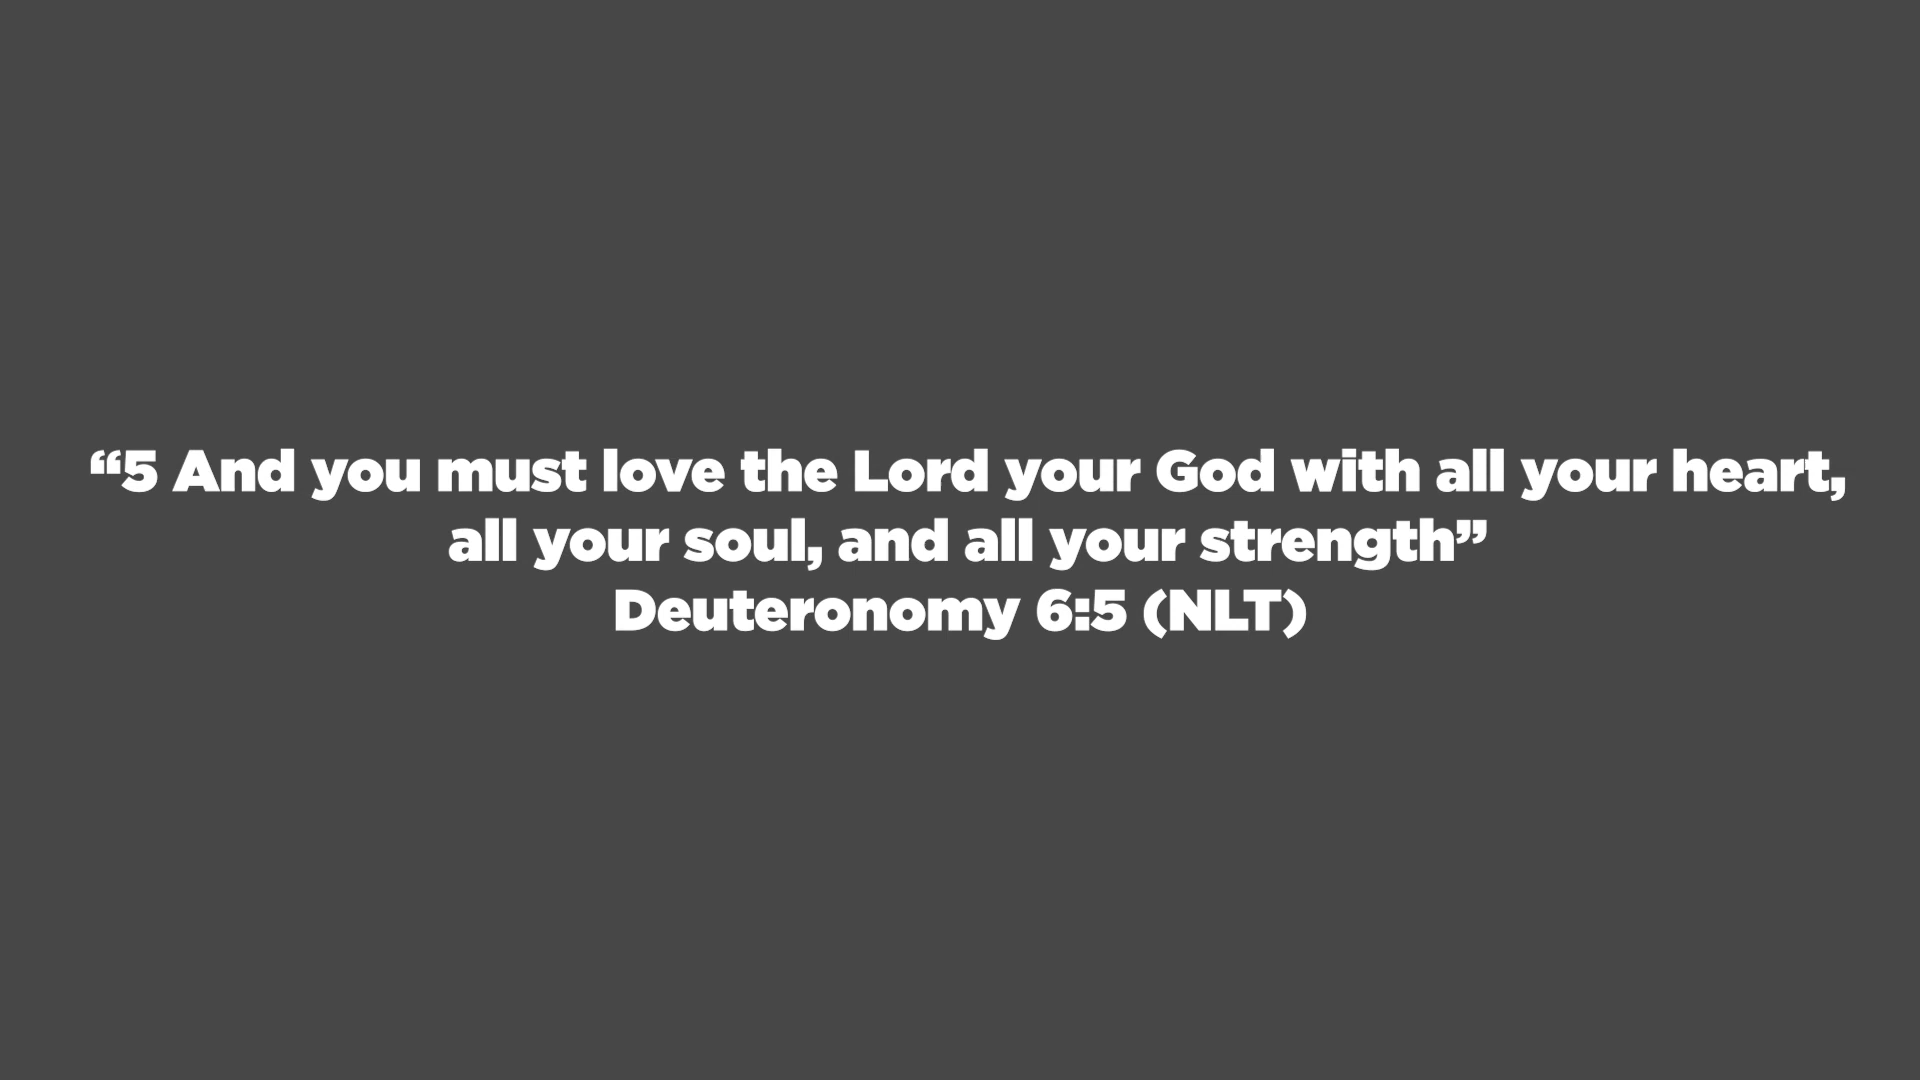 “5 And you must love the Lord your God with all your heart,
all your soul, and all your strength”
Deuteronomy 6:5 (NLT)